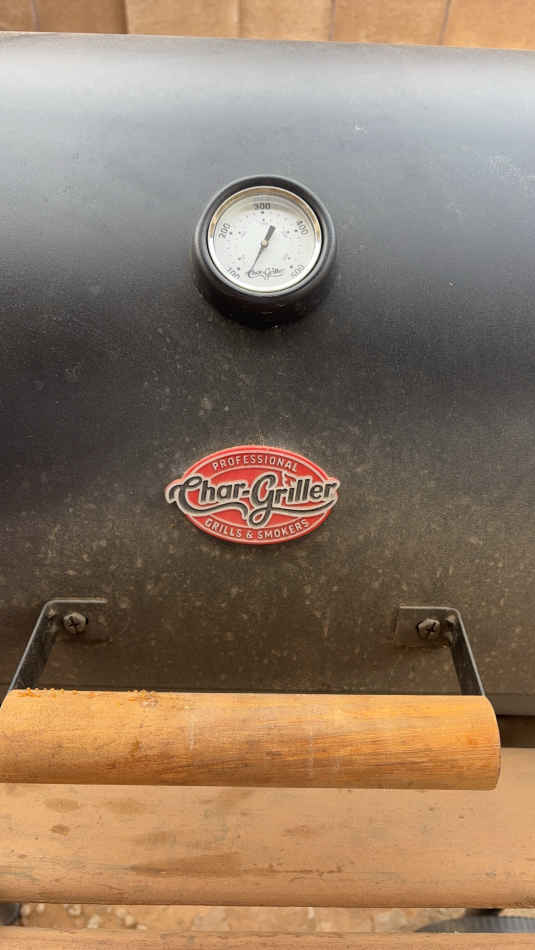 300
200
400
100
500
Char-Griller
PROFESSIONAL
Char-Griller
GRILLS & SMOKERS